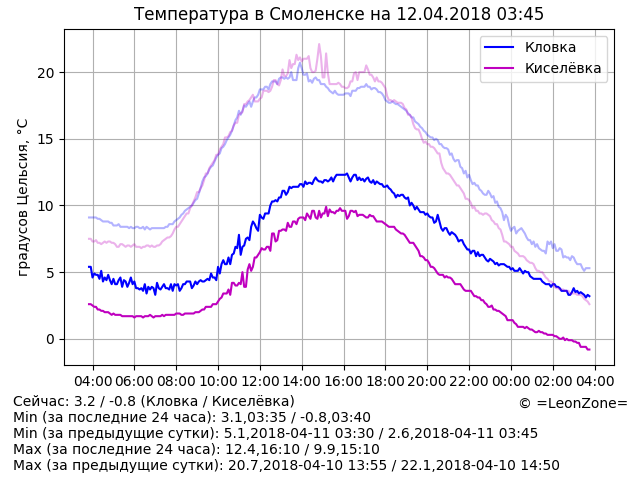 Температура в Смоленске на 12.04.2018 03:45
Кловка
Киселёвка
градусов Цельсия, °C
20
15
10
5
0
04:00 06:00 08:00 10:00 12:00 14:00 16:00 18:00 20:00 22:00 00:00 02:00 04:00
Сейчас: 3.2 / -0.8 (Кловка / Киселёвка)
© =LeonZone=
Min (за последние 24 часа): 3.1,03:35 / -0.8,03:40
Min (за предыдущие сутки): 5.1,2018-04-11 03:30 / 2.6,2018-04-11 03:45
Max (за последние 24 часа): 12.4,16:10 / 9.9,15:10
Max (за предыдущие сутки): 20.7,2018-04-10 13:55 / 22.1,2018-04-10 14:50